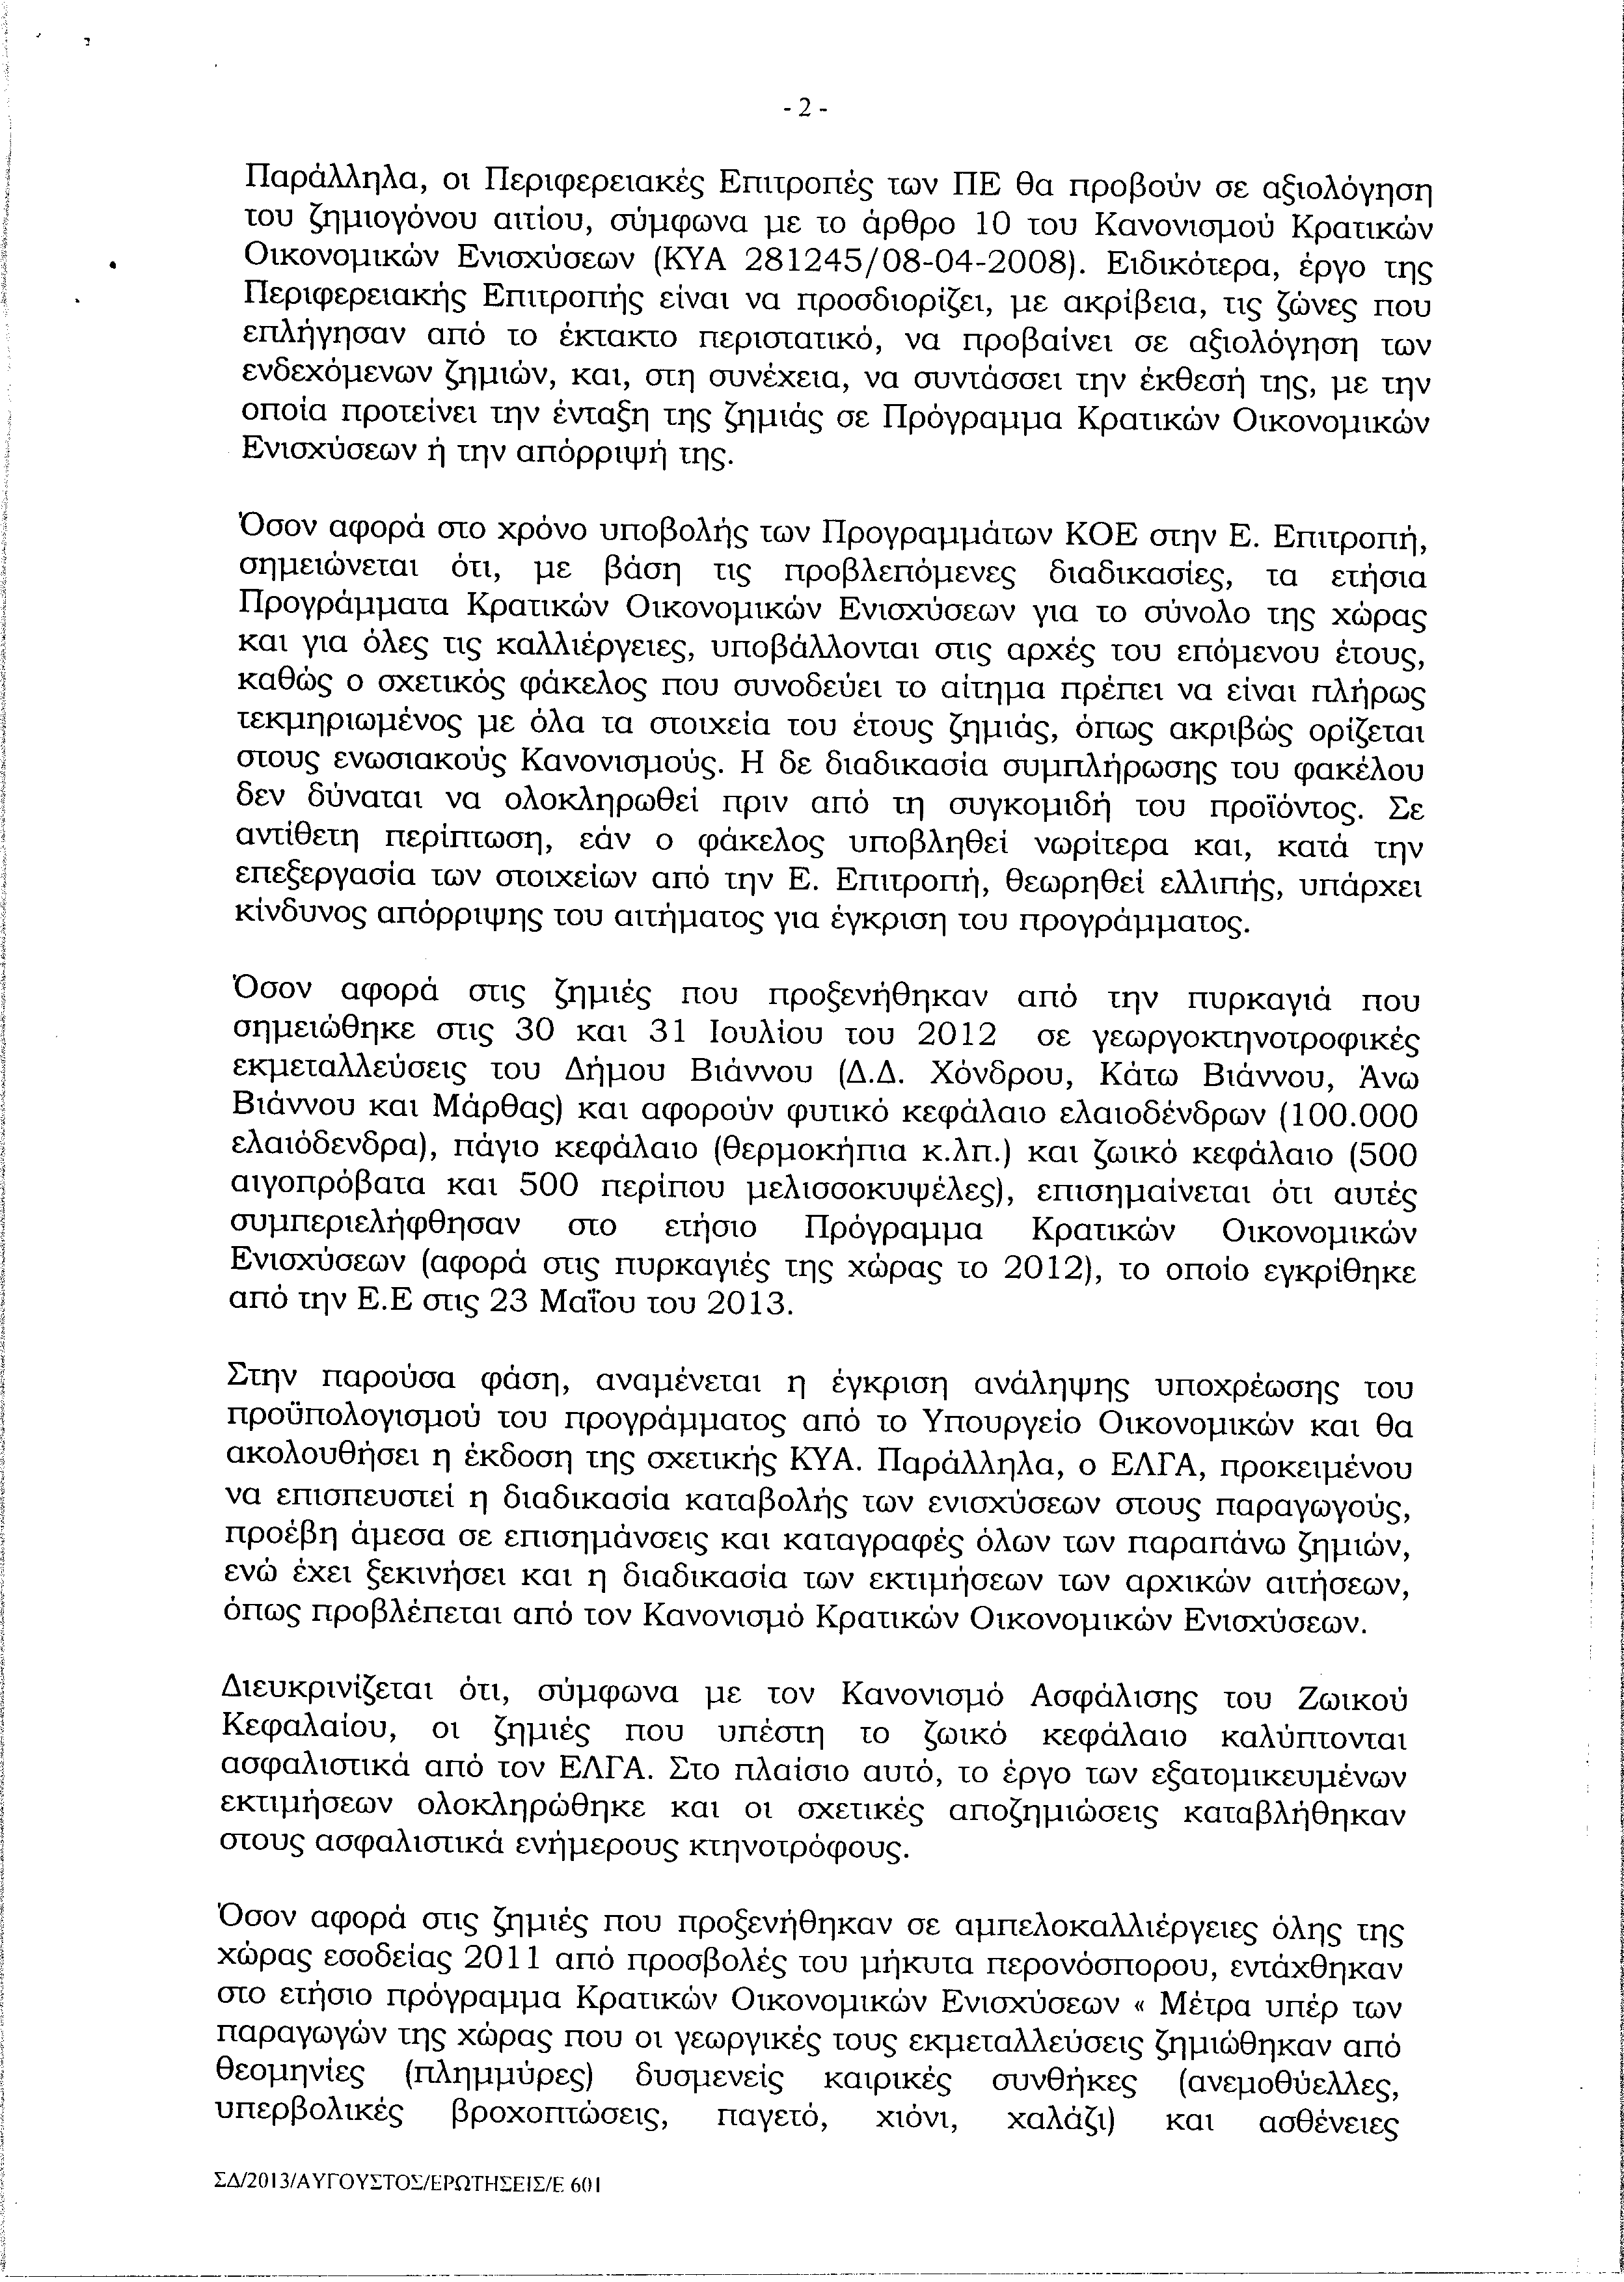 - 2 -
Παράλληλα, οι Περιφερειακές Επιτροπές των ΠΕ θα προβούν σε αξιολόγηση
του ζημιογόνου αιτίου, σύμφωνα με το άρθρο 10 του Κανονισμού Κρατικών
Οικονομικών Ενισχύσεων (ΚΥΑ 281245/08-04-2008). Ειδικότερα, έργο της
Περιφερειακής Επιτροπής είναι να προσδιορίζει, με ακρίβεια, τις ζώνες που
επλήγησαν από το έκτακτο περιστατικό, να προβαίνει σε αξιολόγηση των
ενδεχόμενων ζημιών, και, στη συνέχεια, να συντάσσει την έκθεσή της, με την
οποία προτείνει την ένταξη της ζημιάς σε Πρόγραμμα Κρατικών Οικονομικών
Ενισχύσεων ή την απόρριψή της.
Όσον αφορά στο χρόνο υποβολής των Προγραμμάτων ΚΟΕ στην Ε. Επιτροπή,
σημειώνεται ότι, με βάση τις προβλεπόμενες διαδικασίες, τα ετήσια
Προγράμματα Κρατικών Οικονομικών Ενισχύσεων για το σύνολο της χώρας
και για όλες τις καλλιέργειες, υποβάλλονται στις αρχές του επόμενου έτους,
καθώς ο σχετικός φάκελος που συνοδεύει το αίτημα πρέπει να είναι πλήρως
τεκμηριωμένος με όλα τα στοιχεία του έτους ζημιάς, όπως ακριβώς ορίζεται
στους ενωσιακούς Κανονισμούς. Η δε διαδικασία συμπλήρωσης του φακέλου
δεν δύναται να ολοκληρωθεί πριν από τη συγκομιδή του προϊόντος. Σε
αντίθετη περίπτωση, εάν ο φάκελος υποβληθεί νωρίτερα και, κατά την
επεξεργασία των στοιχείων από την Ε. Επιτροπή, θεωρηθεί ελλιπής, υπάρχει
κίνδυνος απόρριψης του αιτήματος για έγκριση του προγράμματος.
Όσον αφορά στις ζημιές που προξενήθηκαν από την πυρκαγιά που
σημειώθηκε στις 30 και 31 Ιουλίου του 2012 σε γεωργοκτηνοτροφικές
εκμεταλλεύσεις του Δήμου Βιάννου (Δ.Δ. Χόνδρου, Κάτω Βιάννου, Άνω
Βιάννου και Μάρθας) και αφορούν φυτικό κεφάλαιο ελαιοδένδρων (100.000
ελαιόδενδρα), πάγιο κεφάλαιο (θερμοκήπια κ.λπ.) και ζωικό κεφάλαιο (500
αιγοπρόβατα και 500 περίπου μελισσοκυψέλες), επισημαίνεται ότι αυτές
συμπεριελήφθησαν στο ετήσιο Πρόγραμμα Κρατικών Οικονομικών
Ενισχύσεων (αφορά στις πυρκαγιές της χώρας το 2012), το οποίο εγκρίθηκε
από την Ε.Ε στις 23 Μαΐου του 2013.
Στην παρούσα φάση, αναμένεται η έγκριση ανάληψης υποχρέωσης του
προϋπολογισμού του προγράμματος από το Υπουργείο Οικονομικών και θα
ακολουθήσει η έκδοση της σχετικής ΚΥΑ. Παράλληλα, ο ΕΛΓΑ, προκειμένου
να επισπευστεί η διαδικασία καταβολής των ενισχύσεων στους παραγωγούς,
προέβη άμεσα σε επισημάνσεις και καταγραφές όλων των παραπάνω ζημιών,
ενώ έχει ξεκινήσει και η διαδικασία των εκτιμήσεων των αρχικών αιτήσεων,
όπως προβλέπεται από τον Κανονισμό Κρατικών Οικονομικών Ενισχύσεων.
Διευκρινίζεται ότι, σύμφωνα με τον Κανονισμό Ασφάλισης του Ζωικού
Κεφαλαίου, οι ζημιές που υπέστη το ζωικό κεφάλαιο καλύπτονται
ασφαλιστικά από τον ΕΛΓΑ. Στο πλαίσιο αυτό, το έργο των εξατομικευμένων
εκτιμήσεων ολοκληρώθηκε και οι σχετικές αποζημιώσεις καταβλήθηκαν
στους ασφαλιστικά ενήμερους κτηνοτρόφους.
Όσον αφορά στις ζημιές που προξενήθηκαν σε αμπελοκαλλιέργειες όλης της
χώρας εσοδείας 2011 από προσβολές του μήκυτα περονόσπορου, εντάχθηκαν
στο ετήσιο πρόγραμμα Κρατικών Οικονομικών Ενισχύσεων « Μέτρα υπέρ των
παραγωγών της χώρας που οι γεωργικές τους εκμεταλλεύσεις ζημιώθηκαν από
θεομηνίες (πλημμύρες) δυσμενείς καιρικές συνθήκες (ανεμοθύελλες,
υπερβολικές βροχοπτώσεις, παγετό, χιόνι, χαλάζι) και ασθένειες
ΣΔ/2013/ΑΥΓΟΥΣΤΟΣ/ΕΡΩΤΗΣΕΙΣ/Ε 601